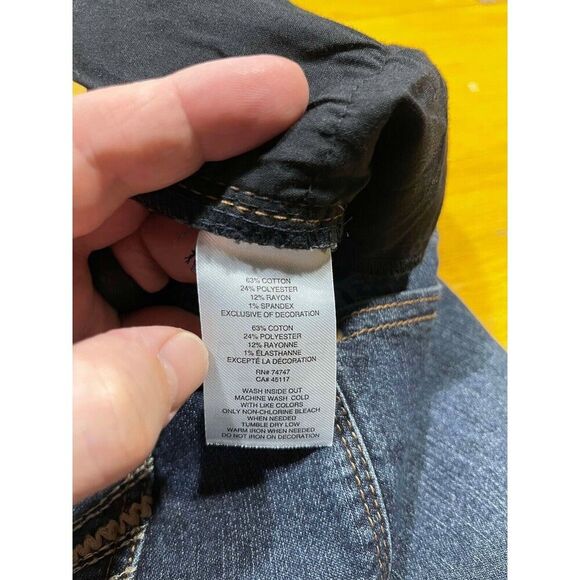 63% COTTON
24% POLYESTER
12% RAYON
1% SPANDEX
EXCLUSIVE OF DECORATION
63% COTON
24% POLYESTER
12% RAYONNE
1% ÉLASTHANNE
EXCEPTÉ LA DÉCORATION
RN# 74747
CA# 45117
WASH INSIDE OUT
MACHINE WASH COLD
WITH LIKE COLORS
ONLY NON-CHLORINE BLEACH
WHEN NEEDED
TUMBLE DRY LOW
WARM IRON WHEN NEEDED
DO NOT IRON ON DECORATION